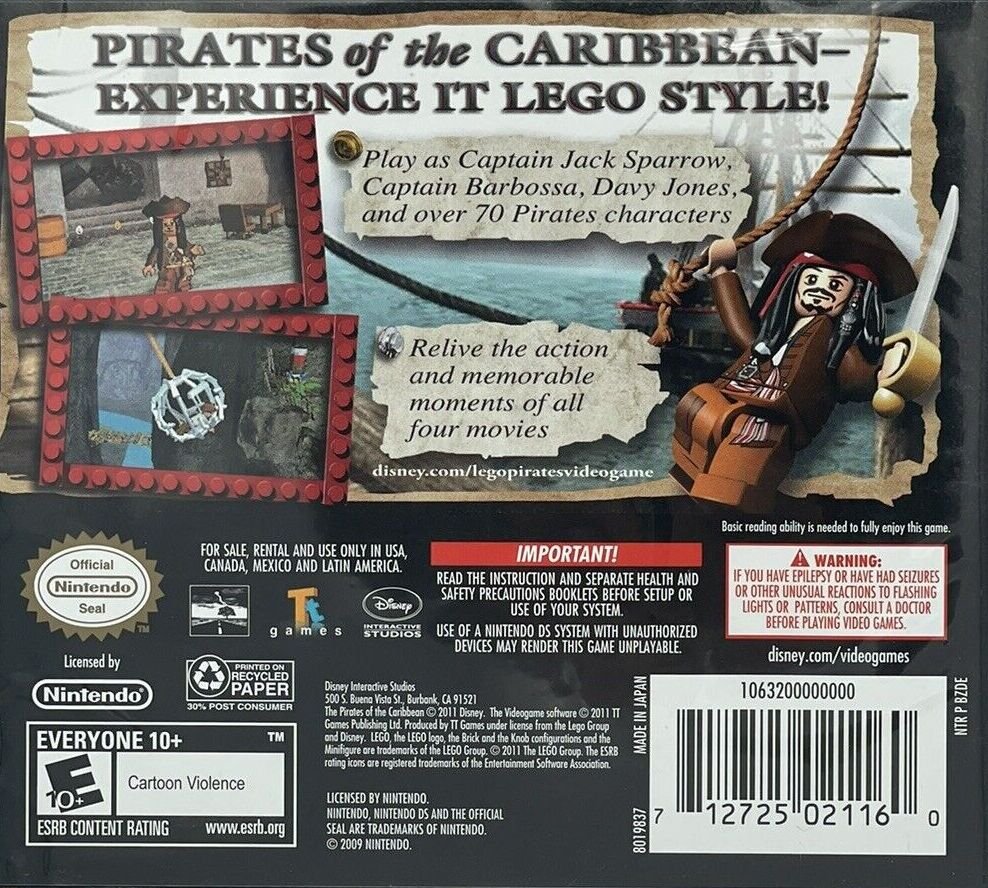 PIRATES of the CARIBBEAN–
EXPERIENCE IT LEGO STYLE!
Play as Captain Jack Sparrow,
Captain Barbossa, Davy Jones,
and over 70 Pirates characters
Relive the action
and memorable
moments of all
four movies
disney.com/legopiratesvideogame
Basic reading ability is needed to fully enjoy this game.
Official
Nintendo
Seal
TM
FOR SALE, RENTAL AND USE ONLY IN USA,
CANADA, MEXICO AND LATIN AMERICA.
Tt
games
Disney
INTERACTIVE
STUDIOS
IMPORTANT!
READ THE INSTRUCTION AND SEPARATE HEALTH AND
SAFETY PRECAUTIONS BOOKLETS BEFORE SETUP OR
USE OF YOUR SYSTEM.
USE OF A NINTENDO DS SYSTEM WITH UNAUTHORIZED
DEVICES MAY RENDER THIS GAME UNPLAYABLE.
WARNING:
IF YOU HAVE EPILEPSY OR HAVE HAD SEIZURES
OR OTHER UNUSUAL REACTIONS TO FLASHING
LIGHTS OR PATTERNS, CONSULT A DOCTOR
BEFORE PLAYING VIDEO GAMES.
disney.com/videogames
Licensed by
Nintendo®
PRINTED ON
RECYCLED
PAPER
30% POST CONSUMER
EVERYONE 10+
TM
E
10+
Cartoon Violence
ESRB CONTENT RATING
www.esrb.org
Disney Interactive Studios
500 S. Buena Vista St., Burbank, CA 91521
The Pirates of the Caribbean © 2011 Disney. The Videogame software © 2011 TT
Games Publishing Ltd. Produced by TT Games under license from the Lego Group
and Disney. LEGO, the LEGO logo, the Brick and the Knob configurations and the
Minifigure are trademarks of the LEGO Group. © 2011 The LEGO Group. The ESRB
rating icons are registered trademarks of the Entertainment Software Association.
LICENSED BY NINTENDO.
NINTENDO, NINTENDO DS AND THE OFFICIAL
SEAL ARE TRADEMARKS OF NINTENDO.
© 2009 NINTENDO.
MADE IN JAPAN
8019837
1063200000000
7 12725 02116 0
NTR P BZDE